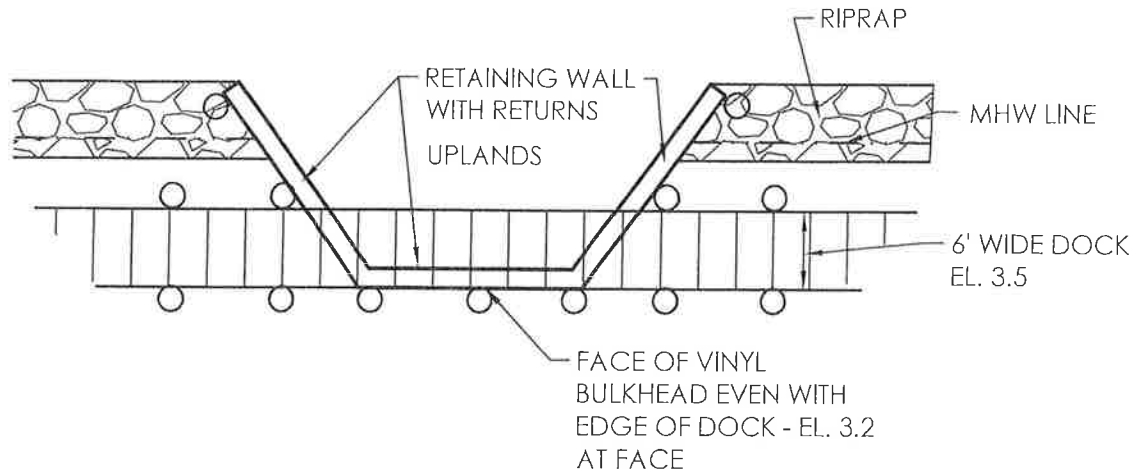 RIPRAP
RETAINING WALL
WITH RETURNS
UPLANDS
MHW LINE
6' WIDE DOCK
EL. 3.5
FACE OF VINYL
BULKHEAD EVEN WITH
EDGE OF DOCK - EL. 3.2
AT FACE